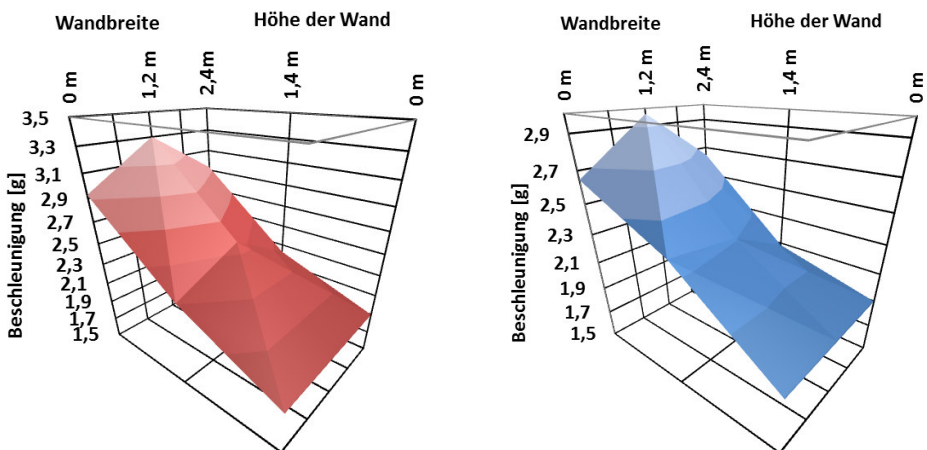 Wandbreite
Höhe der Wand
0 m
1,2 m
2,4 m
1,4 m
0 m
3,5
3,3
3,1
2,9
2,7
2,5
2,3
2,1
1,9
1,7
1,5
Beschleunigung [g]
Wandbreite
Höhe der Wand
0 m
1,2 m
2,4 m
1,4 m
0 m
2,9
2,7
2,5
2,3
2,1
1,9
1,7
1,5
Beschleunigung [g]